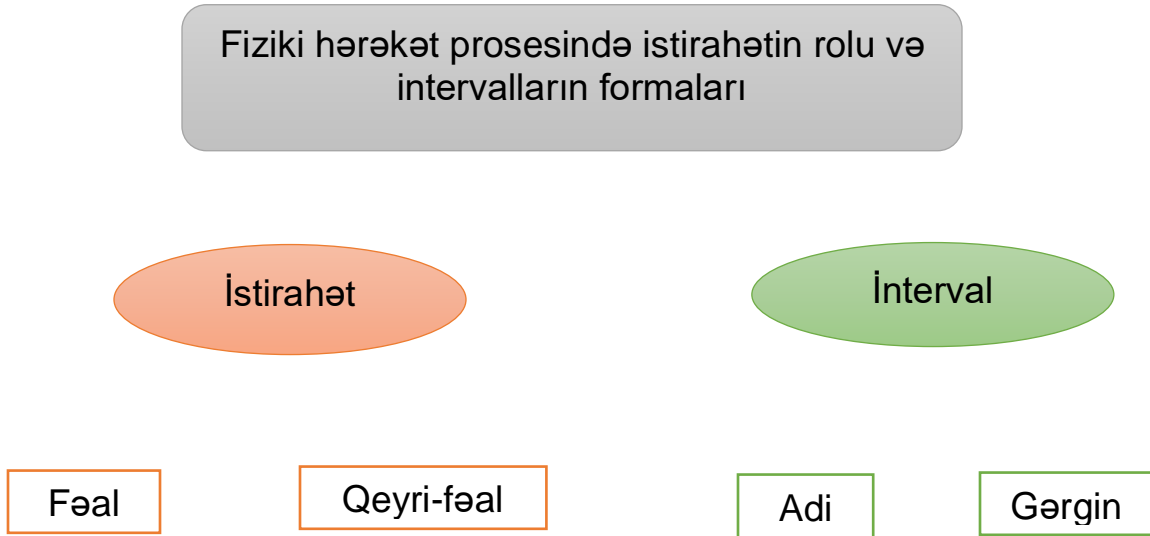 Fiziki hərəkət prosesində istirahətin rolu və
intervalların formaları
İstirahət
İnterval
Fəal
Qeyri-fəal
Adi
Gərgin